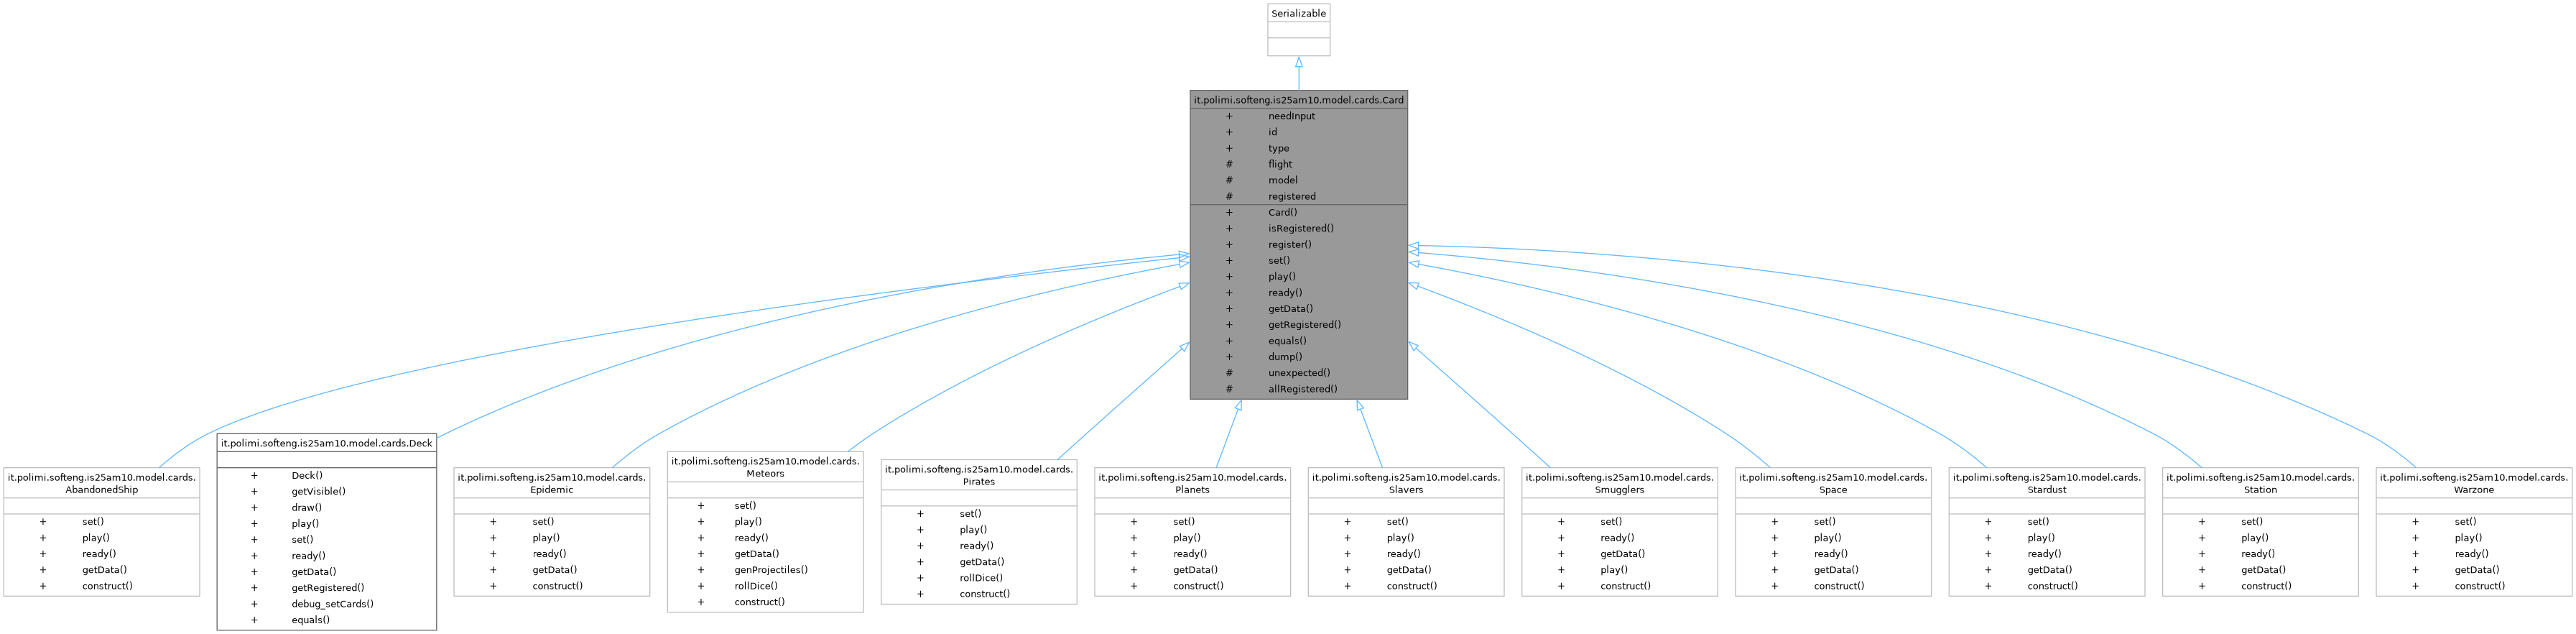 Serializable
it.polimi.softeng.is25am10.model.cards.Card
+ needInput
+ id
+ type
# flight
# model
# registered
+ Card()
+ isRegistered()
+ register()
+ set()
+ play()
+ ready()
+ getData()
+ getRegistered()
+ equals()
+ dump()
# unexpected()
# allRegistered()
it.polimi.softeng.is25am10.model.cards.
AbandonedShip
+ set()
+ play()
+ ready()
+ getData()
+ construct()
it.polimi.softeng.is25am10.model.cards.Deck
+ Deck()
+ getVisible()
+ draw()
+ play()
+ set()
+ ready()
+ getData()
+ getRegistered()
+ debug_setCards()
+ equals()
it.polimi.softeng.is25am10.model.cards.
Epidemic
+ set()
+ play()
+ ready()
+ getData()
+ construct()
it.polimi.softeng.is25am10.model.cards.
Meteors
+ set()
+ play()
+ ready()
+ getData()
+ genProjectiles()
+ rollDice()
+ construct()
it.polimi.softeng.is25am10.model.cards.
Pirates
+ set()
+ play()
+ ready()
+ getData()
+ rollDice()
+ construct()
it.polimi.softeng.is25am10.model.cards.
Planets
+ set()
+ play()
+ ready()
+ getData()
+ construct()
it.polimi.softeng.is25am10.model.cards.
Slavers
+ set()
+ play()
+ ready()
+ getData()
+ construct()
it.polimi.softeng.is25am10.model.cards.
Smugglers
+ set()
+ ready()
+ getData()
+ play()
+ construct()
it.polimi.softeng.is25am10.model.cards.
Space
+ set()
+ play()
+ ready()
+ getData()
+ construct()
it.polimi.softeng.is25am10.model.cards.
Stardust
+ set()
+ play()
+ ready()
+ getData()
+ construct()
it.polimi.softeng.is25am10.model.cards.
Station
+ set()
+ play()
+ ready()
+ getData()
+ construct()
it.polimi.softeng.is25am10.model.cards.
Warzone
+ set()
+ play()
+ ready()
+ getData()
+ construct()